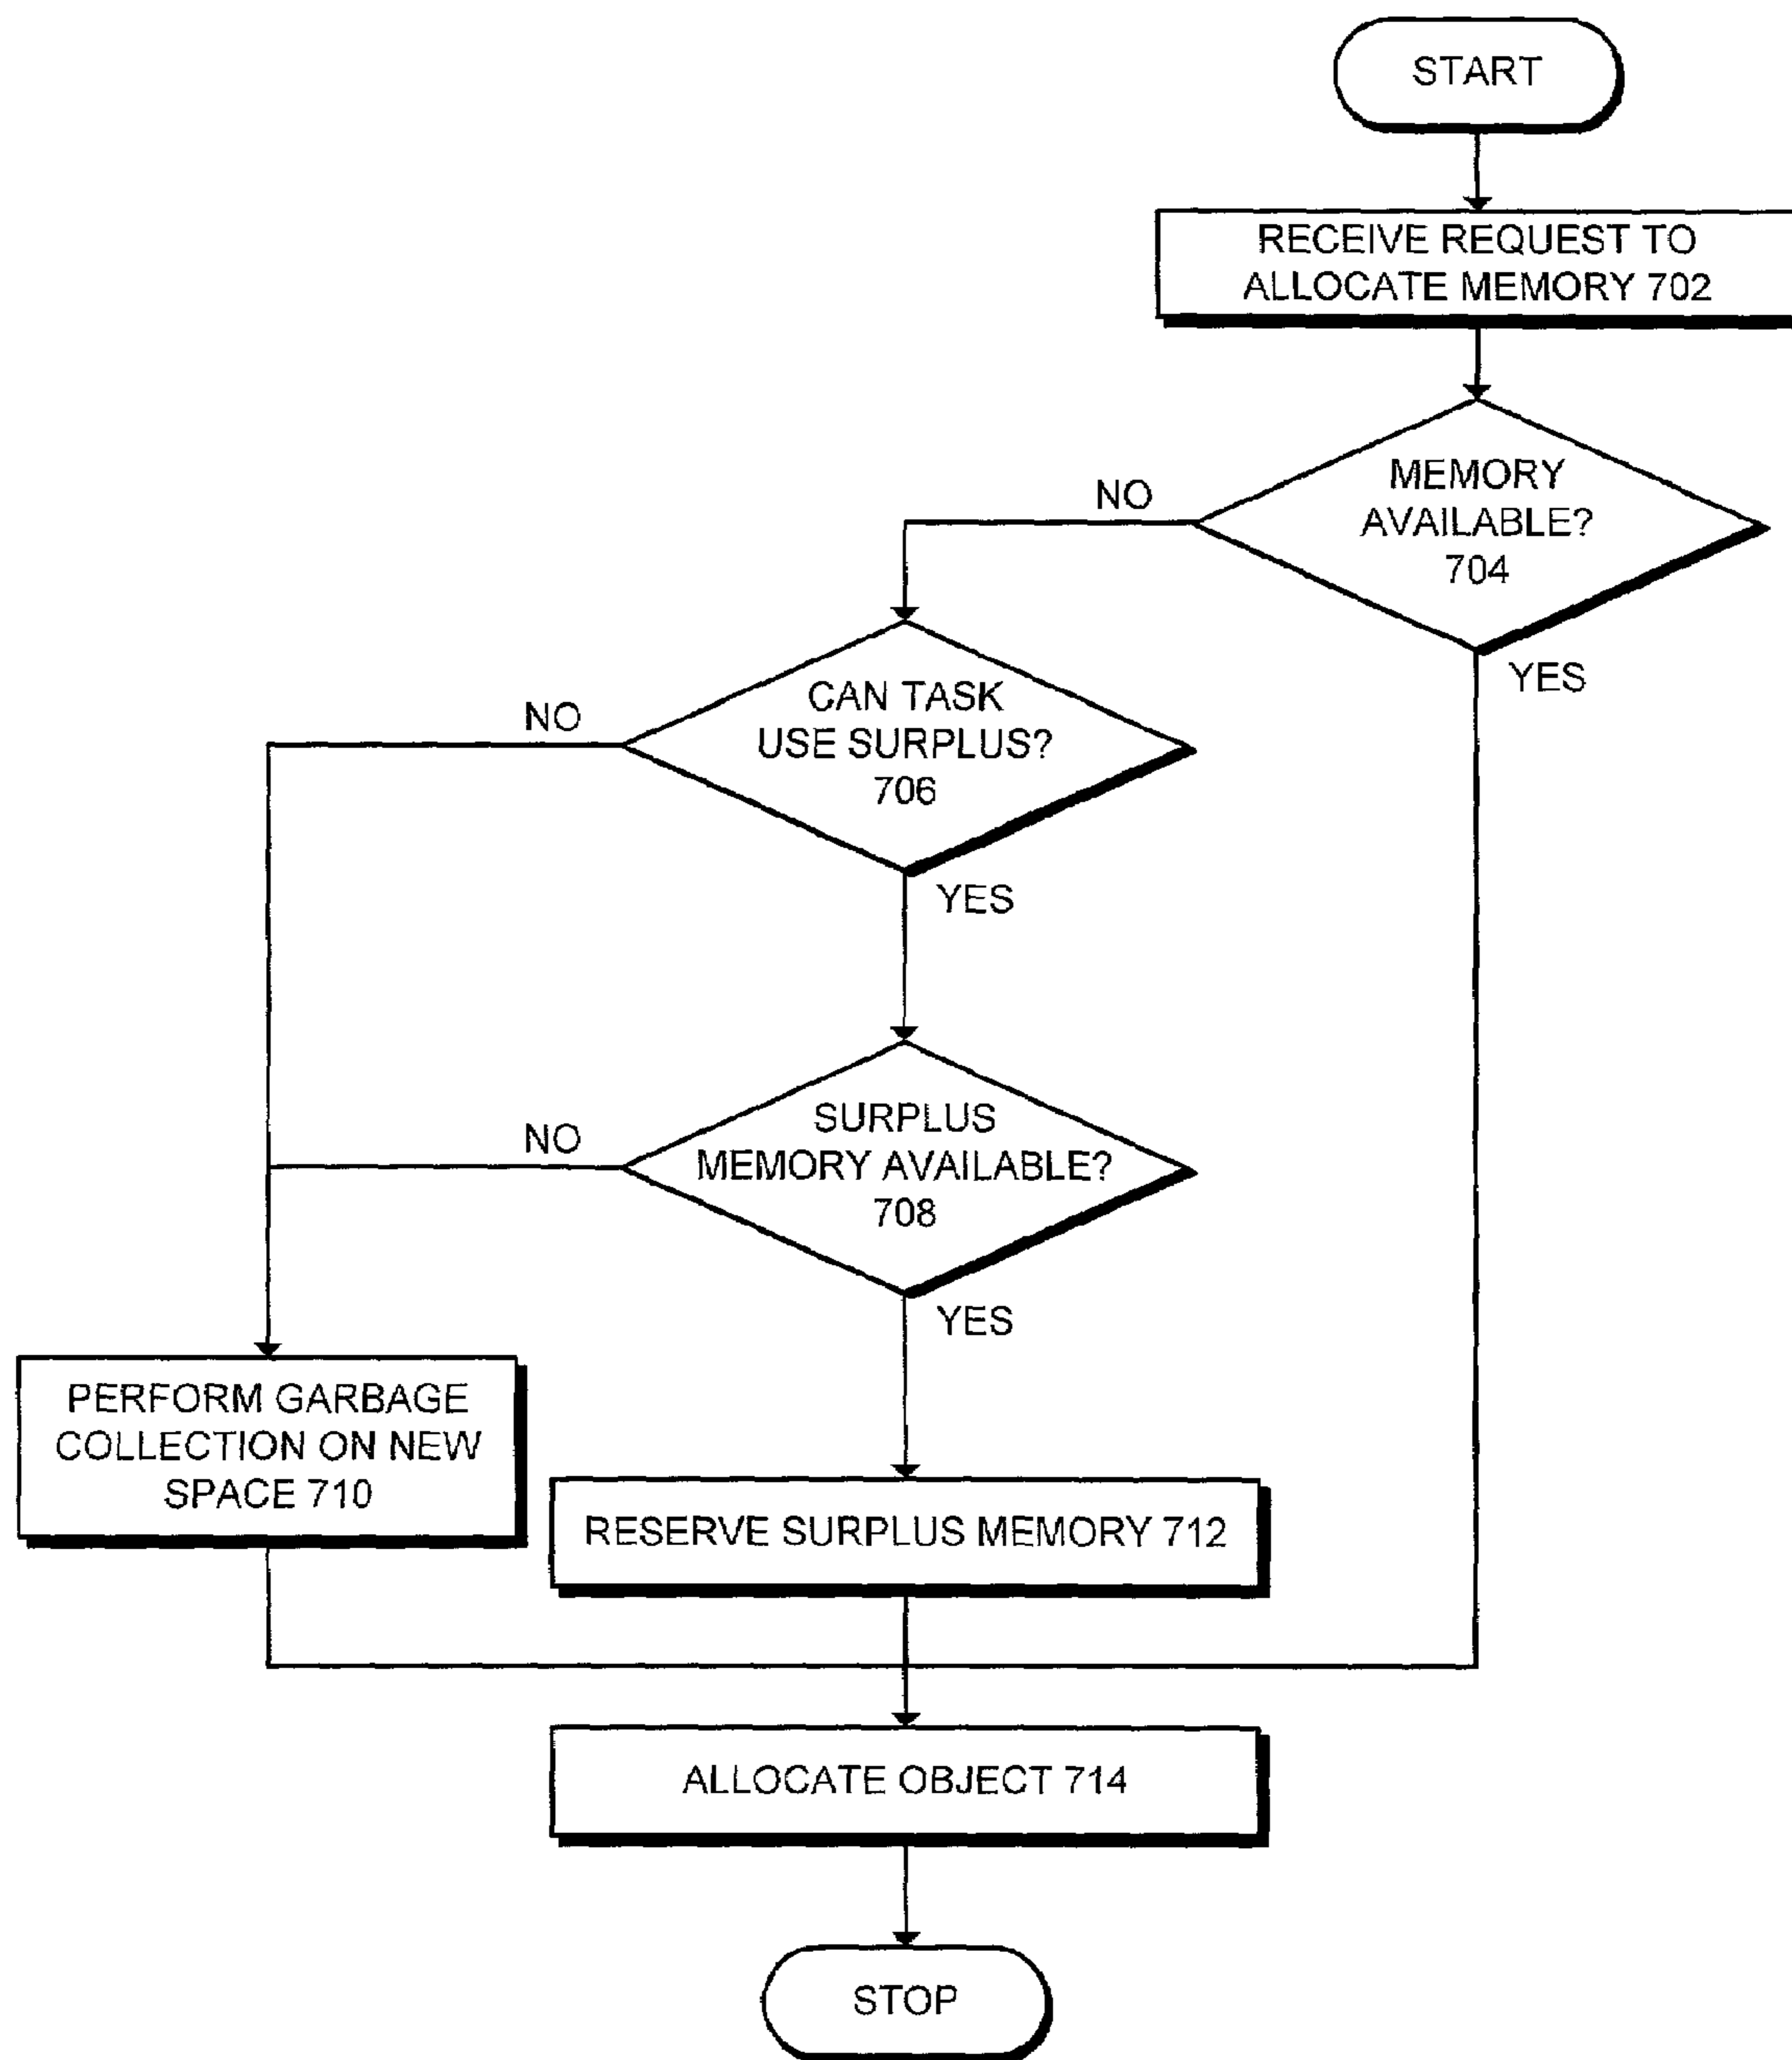 START
RECEIVE REQUEST TO
ALLOCATE MEMORY 702
MEMORY
AVAILABLE?
704
NO
YES
CAN TASK
USE SURPLUS?
706
NO
YES
SURPLUS
MEMORY AVAILABLE?
708
NO
YES
PERFORM GARBAGE
COLLECTION ON NEW
SPACE 710
RESERVE SURPLUS MEMORY 712
ALLOCATE OBJECT 714
STOP